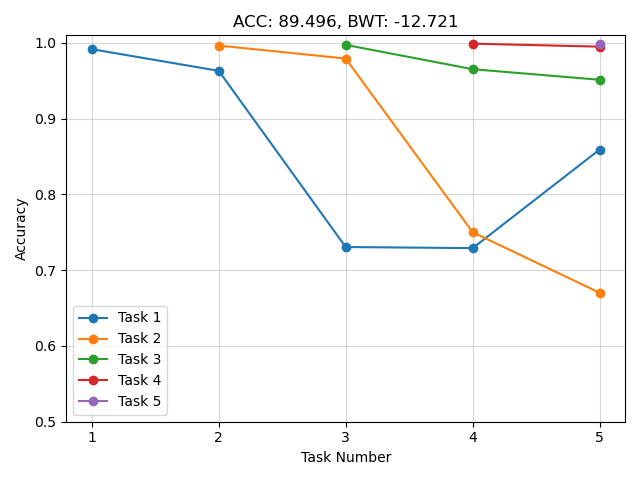 ACC: 89.496, BWT: -12.721
1.0
0.9
0.8
0.7
0.6
0.5
Accuracy
Task 1
Task 2
Task 3
Task 4
Task 5
1 2 3 4 5
Task Number